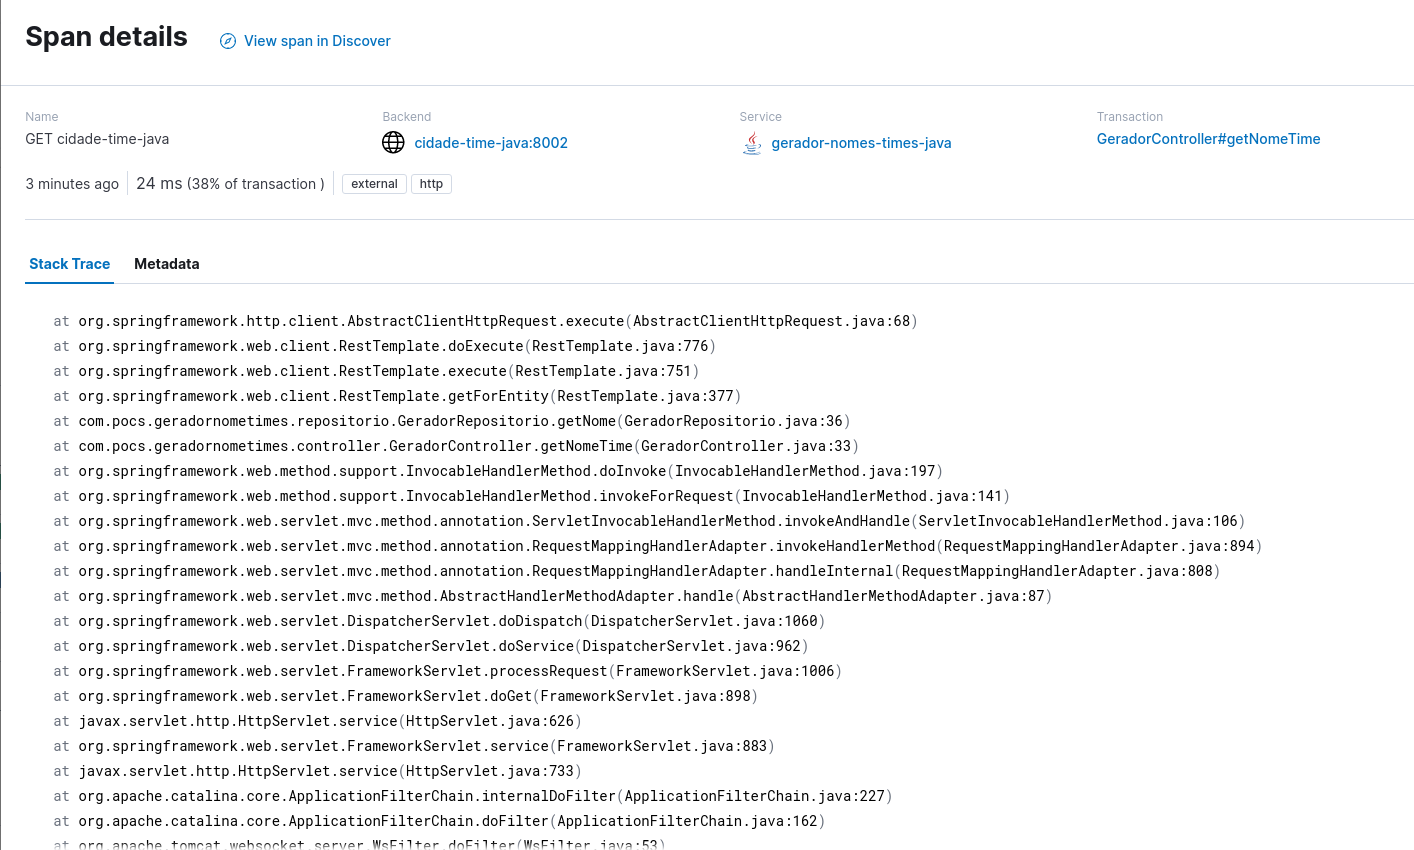 Span details
View span in Discover
Name Backend Service Transaction
GET cidade-time-java cidade-time-java:8002 gerador-nomes-times-java GeradorController#getNomeTime
3 minutes ago 24 ms (38% of transaction ) external http
Stack Trace Metadata
at org.springframework.http.client.AbstractClientHttpRequest.execute(AbstractClientHttpRequest.java:68)
at org.springframework.web.client.RestTemplate.doExecute(RestTemplate.java:776)
at org.springframework.web.client.RestTemplate.execute(RestTemplate.java:751)
at org.springframework.web.client.RestTemplate.getForEntity(RestTemplate.java:377)
at com.pocs.geradornometimes.repositorio.GeradorRepositorio.getNome(GeradorRepositorio.java:36)
at com.pocs.geradornometimes.controller.GeradorController.getNomeTime(GeradorController.java:33)
at org.springframework.web.method.support.InvocableHandlerMethod.doInvoke(InvocableHandlerMethod.java:197)
at org.springframework.web.method.support.InvocableHandlerMethod.invokeForRequest(InvocableHandlerMethod.java:141)
at org.springframework.web.servlet.mvc.method.annotation.ServletInvocableHandlerMethod.invokeAndHandle(ServletInvocableHandlerMethod.java:106)
at org.springframework.web.servlet.mvc.method.annotation.RequestMappingHandlerAdapter.invokeHandlerMethod(RequestMappingHandlerAdapter.java:894)
at org.springframework.web.servlet.mvc.method.annotation.RequestMappingHandlerAdapter.handleInternal(RequestMappingHandlerAdapter.java:808)
at org.springframework.web.servlet.mvc.method.AbstractHandlerMethodAdapter.handle(AbstractHandlerMethodAdapter.java:87)
at org.springframework.web.servlet.DispatcherServlet.doDispatch(DispatcherServlet.java:1060)
at org.springframework.web.servlet.DispatcherServlet.doService(DispatcherServlet.java:962)
at org.springframework.web.servlet.FrameworkServlet.processRequest(FrameworkServlet.java:1006)
at org.springframework.web.servlet.FrameworkServlet.doGet(FrameworkServlet.java:898)
at javax.servlet.http.HttpServlet.service(HttpServlet.java:626)
at org.springframework.web.servlet.FrameworkServlet.service(FrameworkServlet.java:883)
at javax.servlet.http.HttpServlet.service(HttpServlet.java:733)
at org.apache.catalina.core.ApplicationFilterChain.internalDoFilter(ApplicationFilterChain.java:227)
at org.apache.catalina.core.ApplicationFilterChain.doFilter(ApplicationFilterChain.java:162)
at org.apache.tomcat.websocket.server.WsFilter.doFilter(WsFilter.java:53)